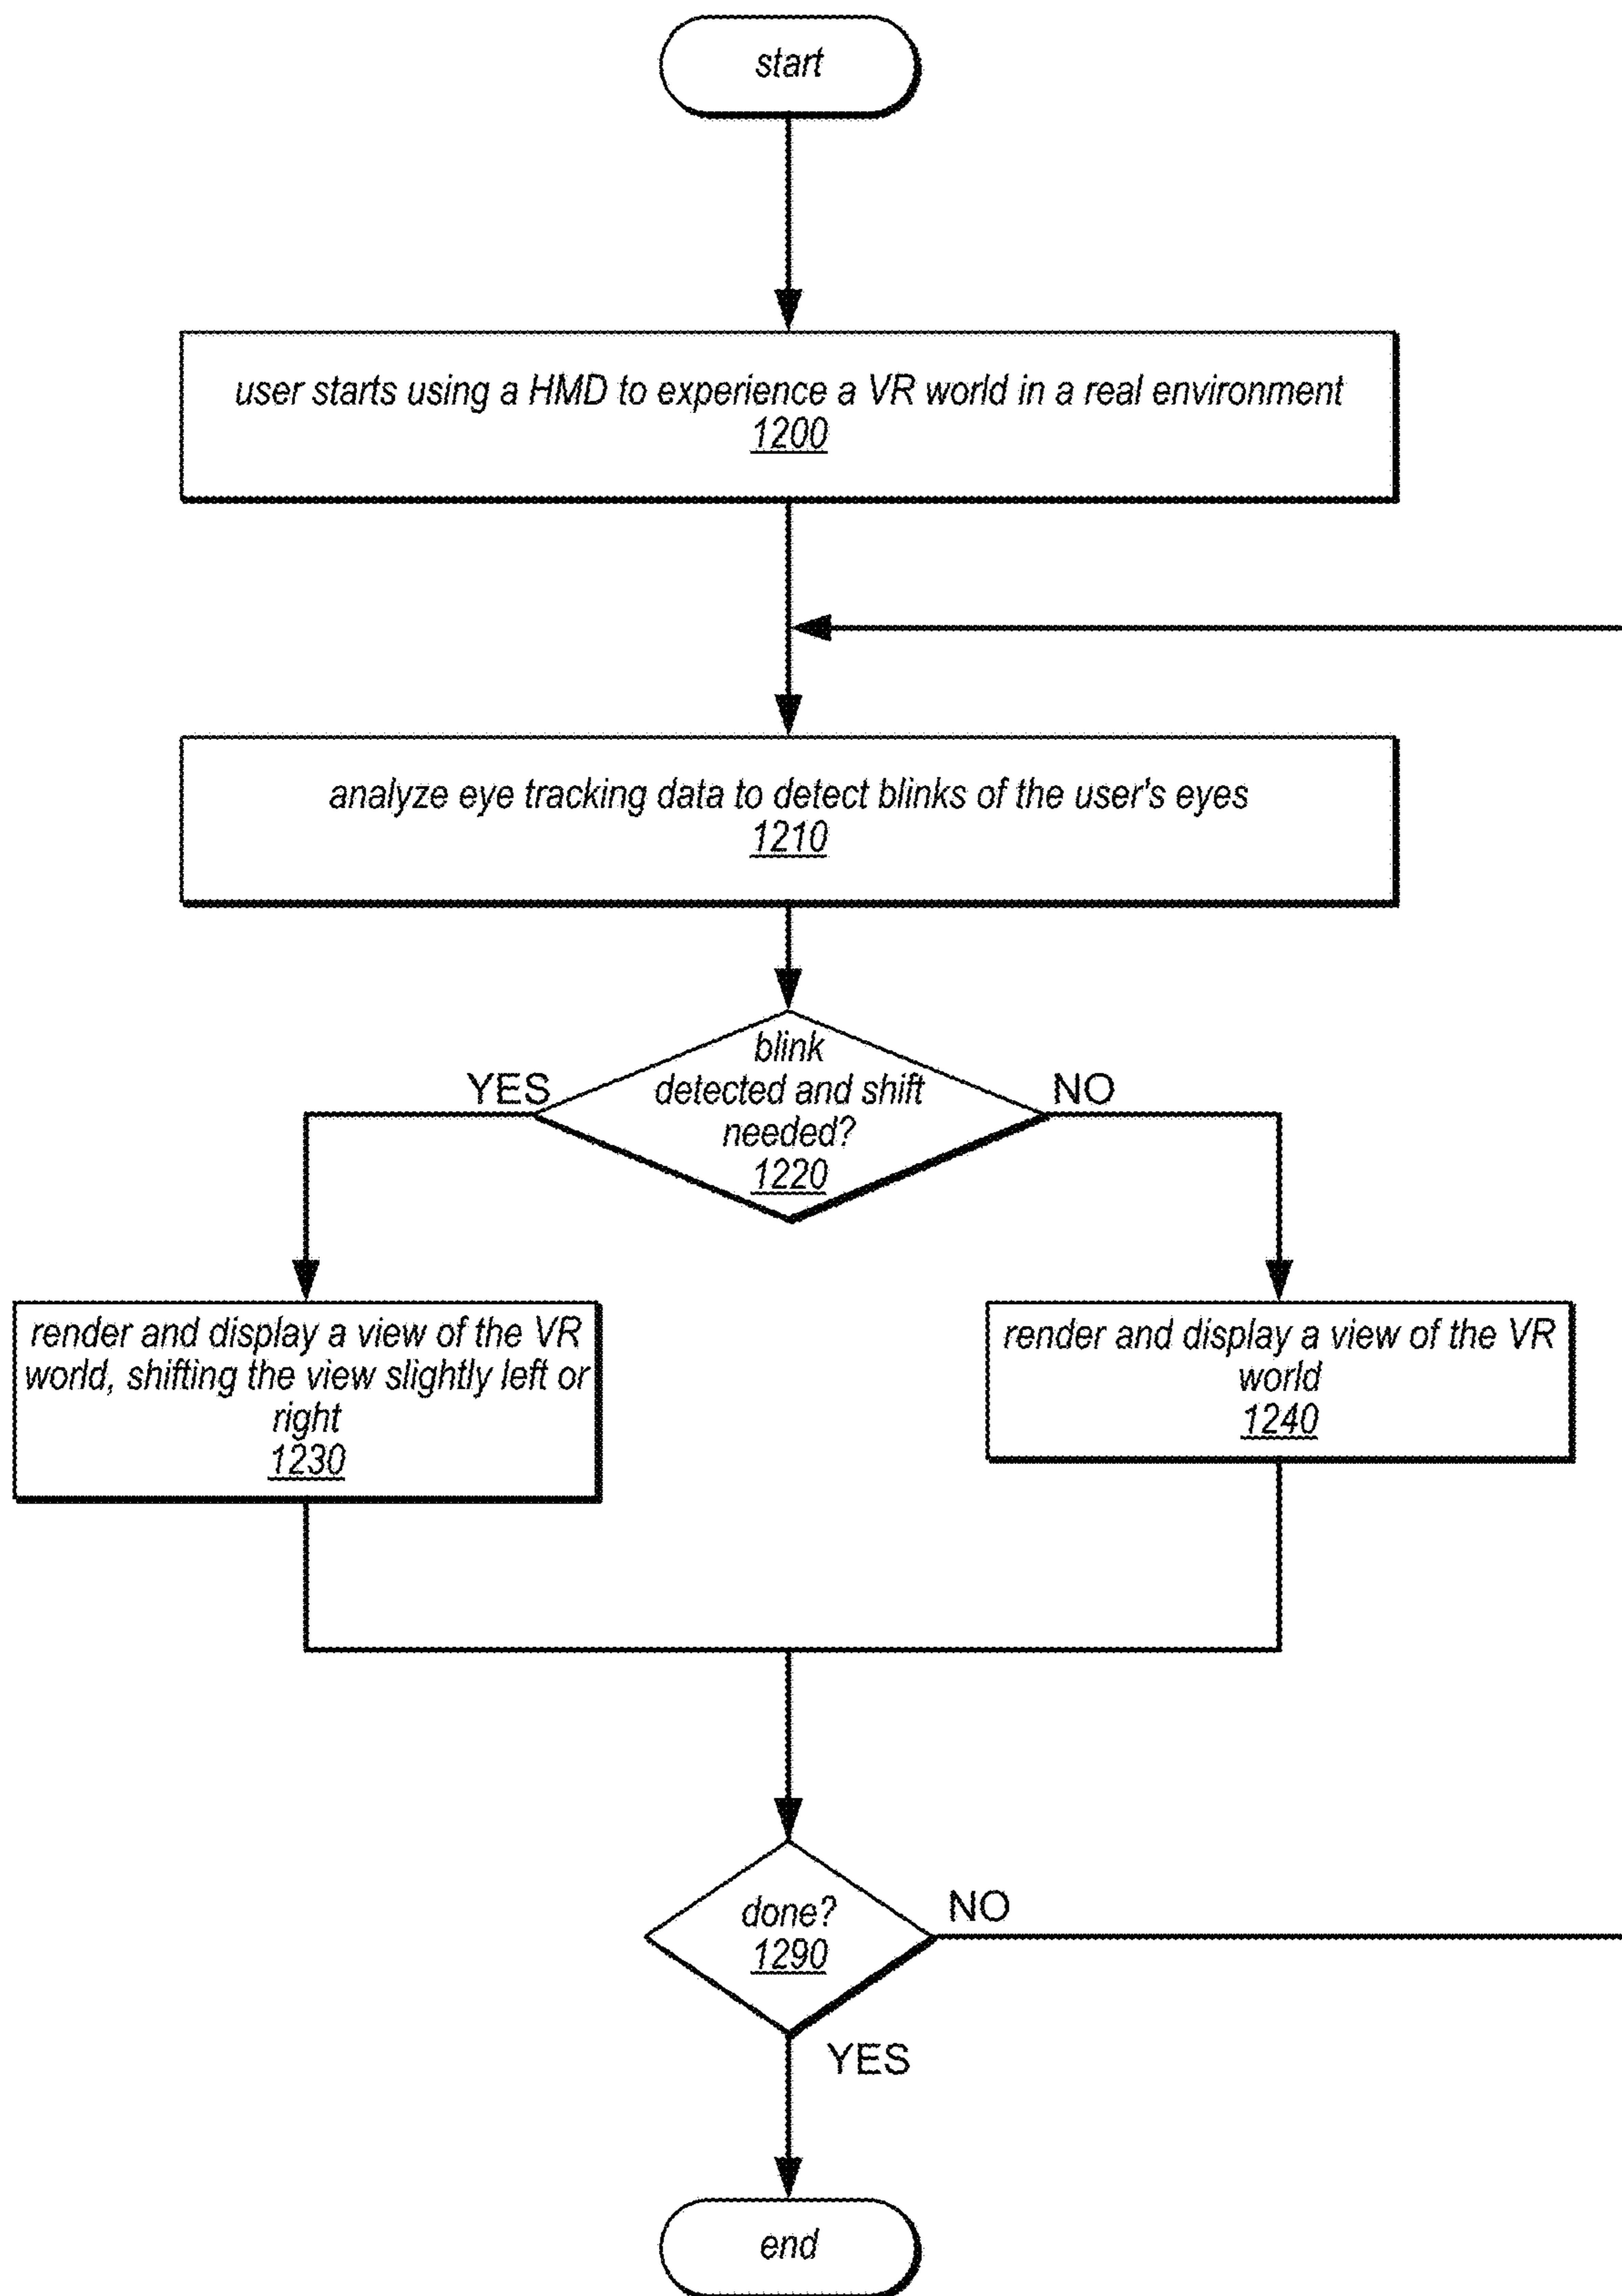 start
user starts using a HMD to experience a VR world in a real environment
1200
analyze eye tracking data to detect blinks of the user's eyes
1210
blink
detected and shift
needed?
1220
YES
NO
render and display a view of the VR
world, shifting the view slightly left or
right
1230
render and display a view of the VR
world
1240
done?
1290
NO
YES
end